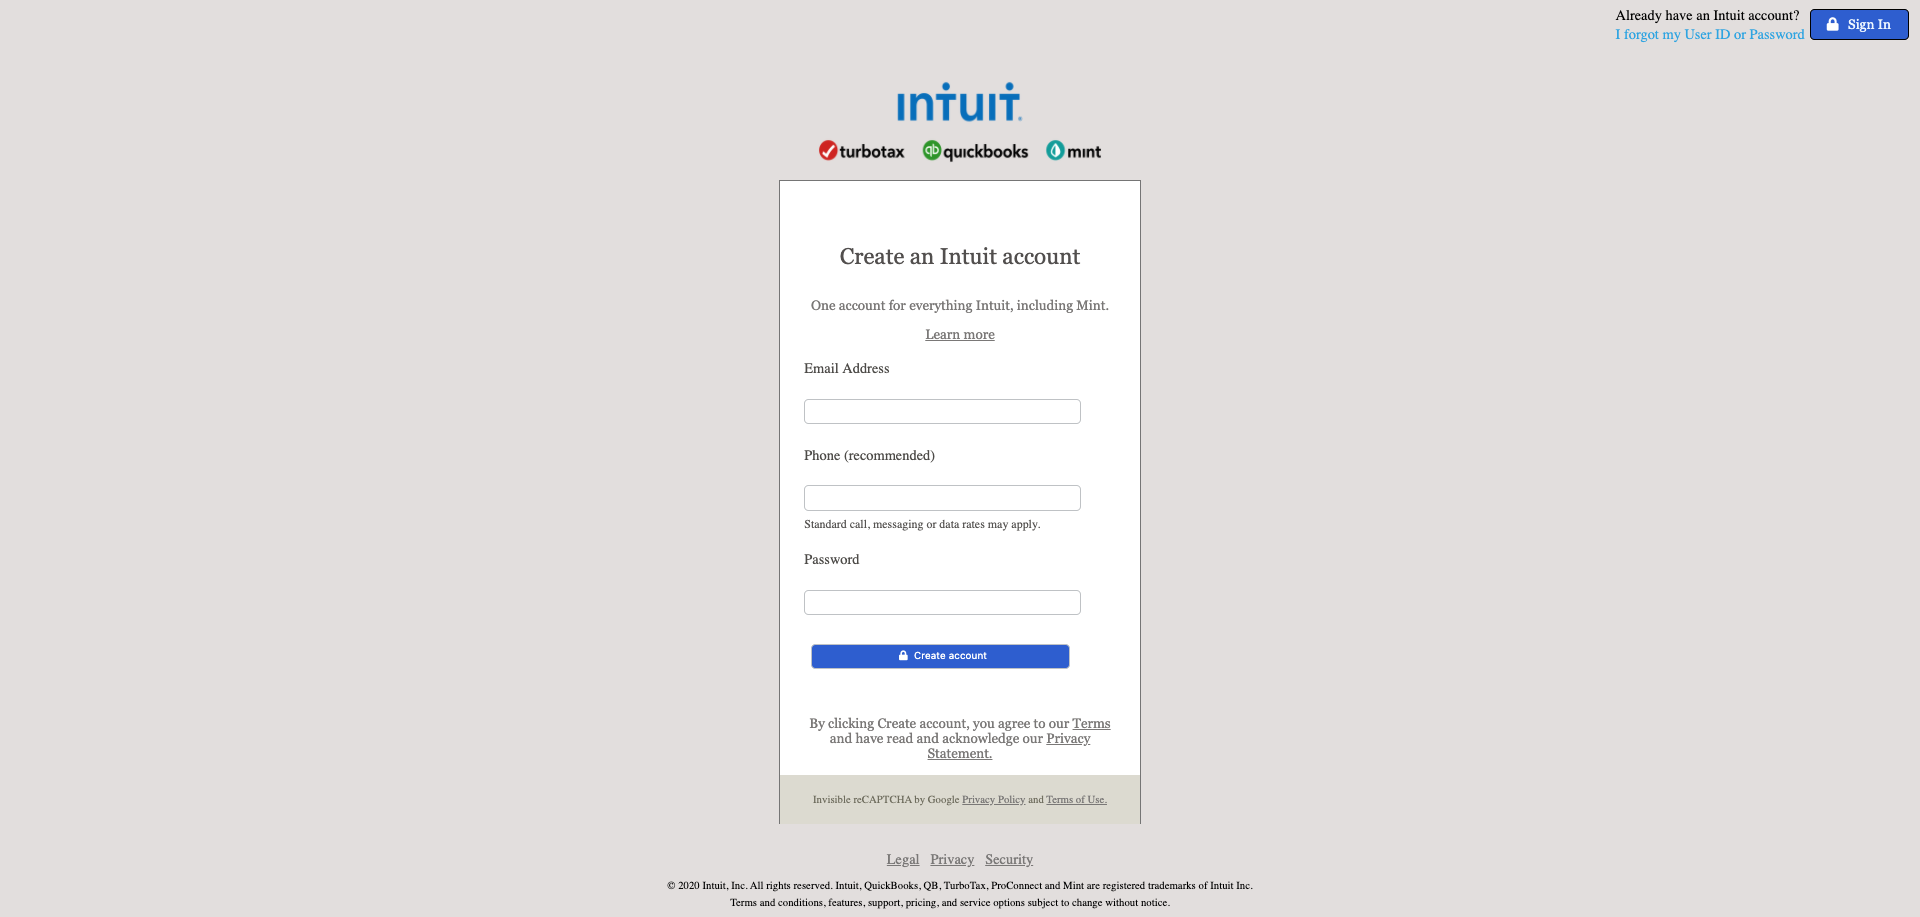 Already have an Intuit account?
I forgot my User ID or Password
Sign In
intuit
turbotax quickbooks mint
Create an Intuit account
One account for everything Intuit, including Mint.
Learn more
Email Address
Phone (recommended)
Standard call, messaging or data rates may apply.
Password
Create account
By clicking Create account, you agree to our Terms
and have read and acknowledge our Privacy
Statement.
Invisible reCAPTCHA by Google Privacy Policy and Terms of Use.
Legal Privacy Security
© 2020 Intuit, Inc. All rights reserved. Intuit, QuickBooks, QB, TurboTax, ProConnect and Mint are registered trademarks of Intuit Inc.
Terms and conditions, features, support, pricing, and service options subject to change without notice.